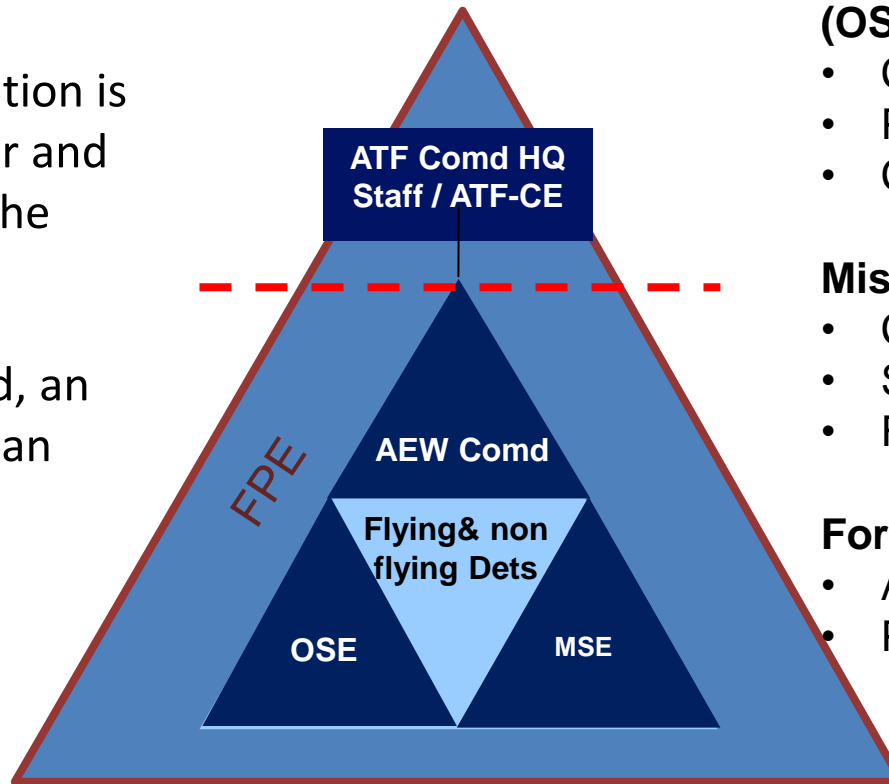 tion is
r and
he
d, an
an
ATF Comd HQ
Staff / ATF-CE
FPE
AEW Comd
Flying& non
flying Dets
OSE
MSE
(OS
•
•
•
Mis
•
•
•
For
•
•